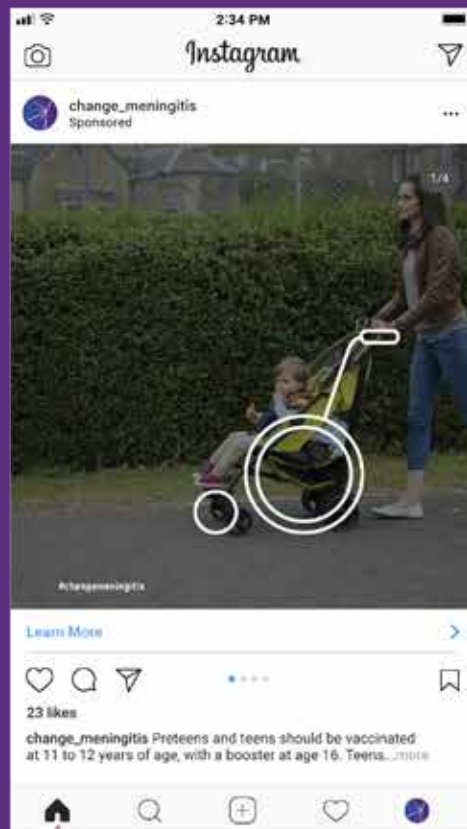 2:34 PM
Instagram
change_meningitis
Sponsored
1/4
#changemeningitis
Learn More
23 likes
change_meningitis Preteens and teens should be vaccinated
at 11 to 12 years of age, with a booster at age 16. Teens...more